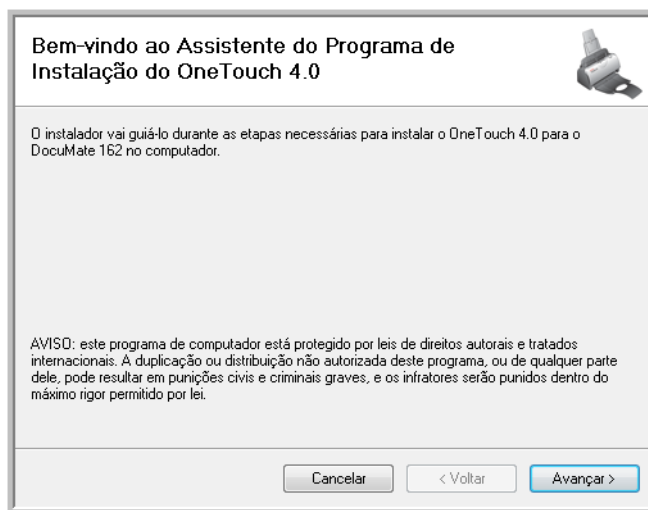 Bem-vindo ao Assistente do Programa de
Instalação do OneTouch 4.0
O instalador vai guiá-lo durante as etapas necessárias para instalar o OneTouch 4.0 para o
DocuMate 162 no computador.
AVISO: este programa de computador está protegido por leis de direitos autorais e tratados
internacionais. A duplicação ou distribuição não autorizada deste programa, ou de qualquer parte
dele, pode resultar em punições civis e criminais graves, e os infratores serão punidos dentro do
máximo rigor permitido por lei.
Cancelar < Voltar Avançar >